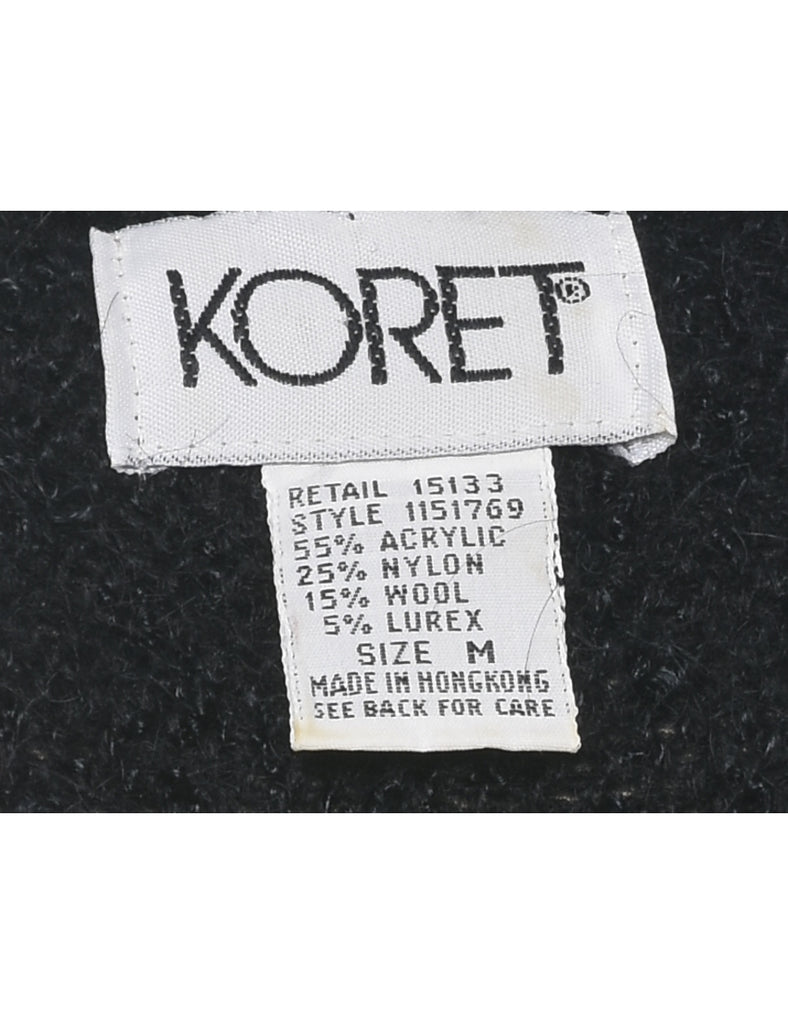 KORET®
RETAIL 15133
STYLE 1151769
55% ACRYLIC
25% NYLON
15% WOOL
5% LUREX
SIZE M
MADE IN HONGKONG
SEE BACK FOR CARE